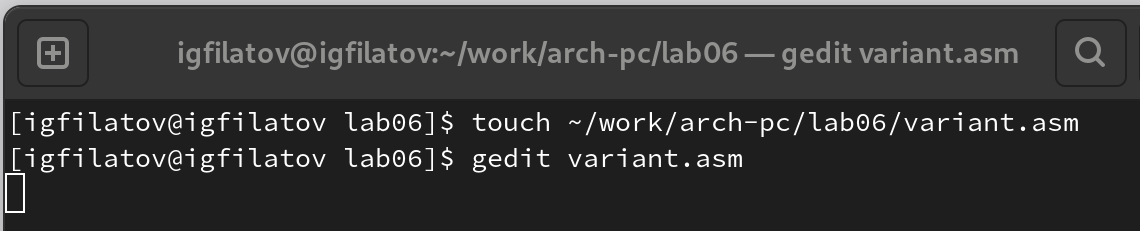 igfilatov@igfilatov:~/work/arch-pc/lab06 — gedit variant.asm
[igfilatov@igfilatov lab06]$ touch ~/work/arch-pc/lab06/variant.asm
[igfilatov@igfilatov lab06]$ gedit variant.asm